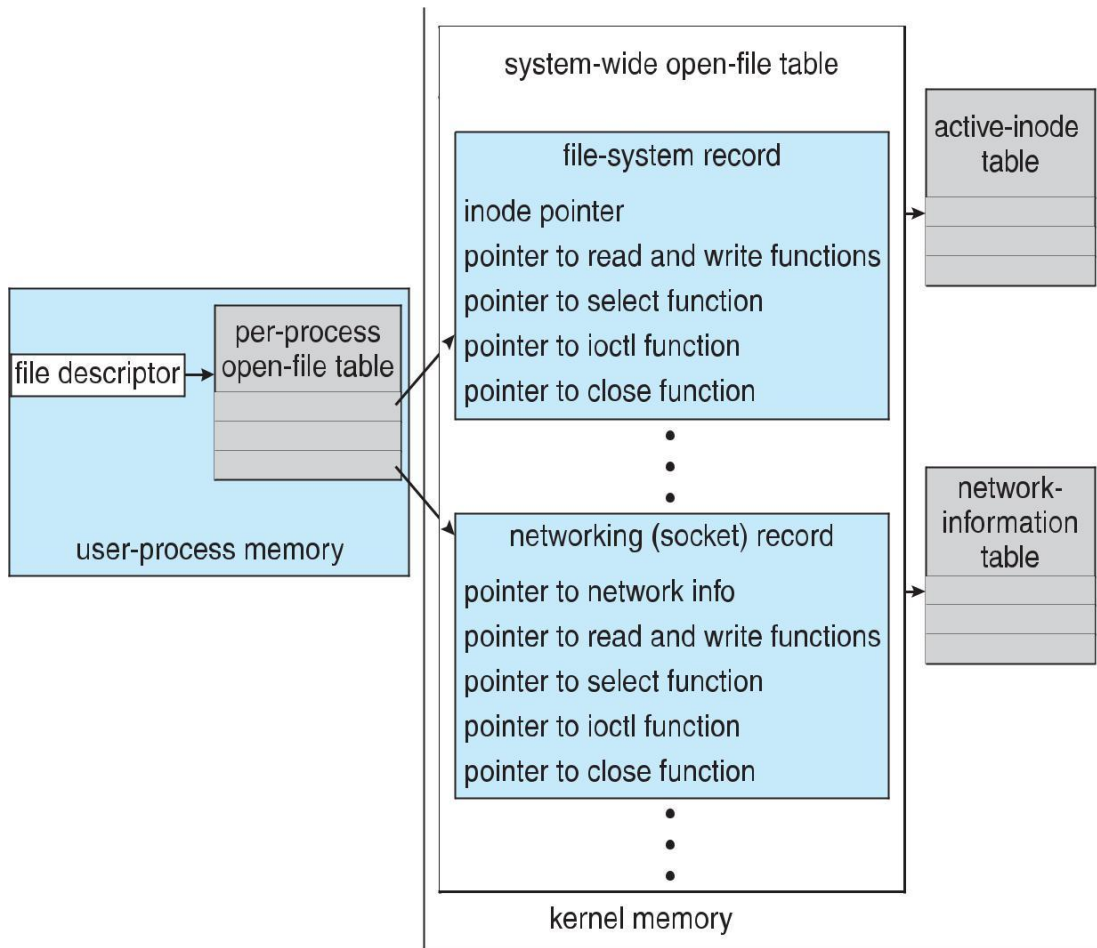 system-wide open-file table
file-system record
inode pointer
pointer to read and write functions
pointer to select function
pointer to ioctl function
pointer to close function
active-inode
table
per-process
open-file table
file descriptor
user-process memory
networking (socket) record
pointer to network info
pointer to read and write functions
pointer to select function
pointer to ioctl function
pointer to close function
network-
information
table
kernel memory